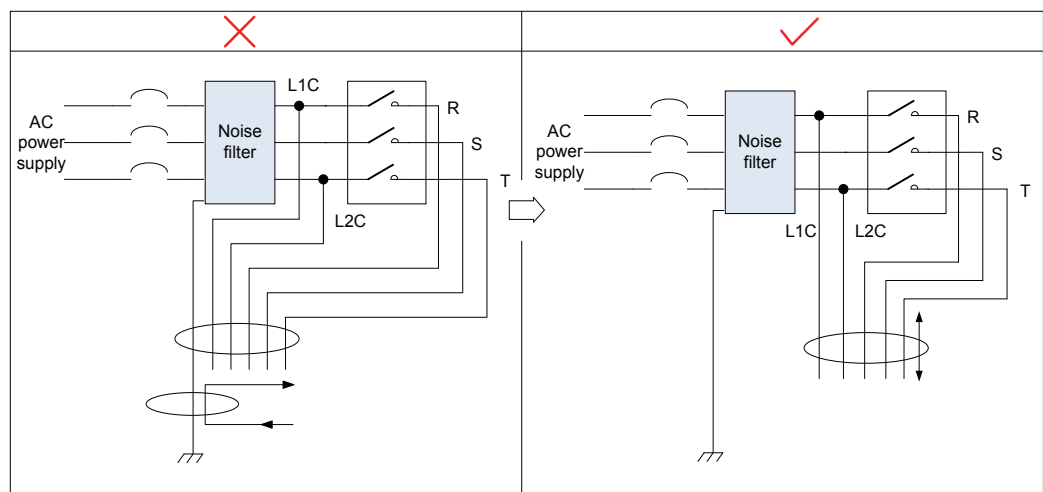 L1C
R
AC
power
supply
Noise
filter
S
T
L2C
R
AC
power
supply
Noise
filter
S
T
L1C
L2C